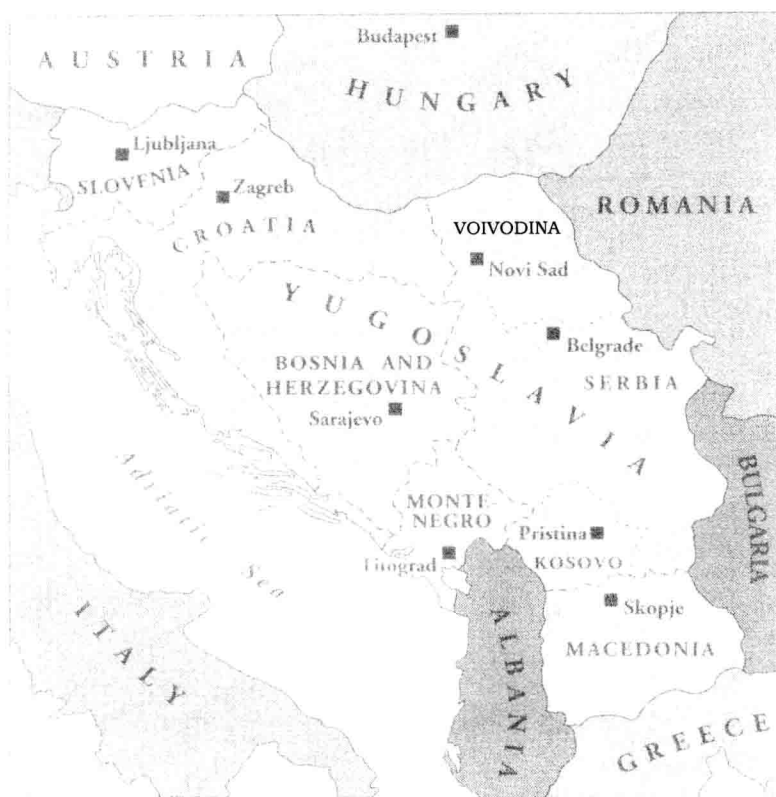 Budapest
AUSTRIA
HUNGARY
Ljubljana
SLOVENIA
Zagreb
CROATIA
ROMANIA
VOIVODINA
Novi Sad
YUGOSLAVIA
Belgrade
SERBIA
BOSNIA AND
HERZEGOVINA
Sarajevo
Adriatic Sea
BULGARIA
MONTE
NEGRO
Pristina
KOSOVO
Titograd
Skopje
MACEDONIA
ITALY
ALBANIA
GREECE